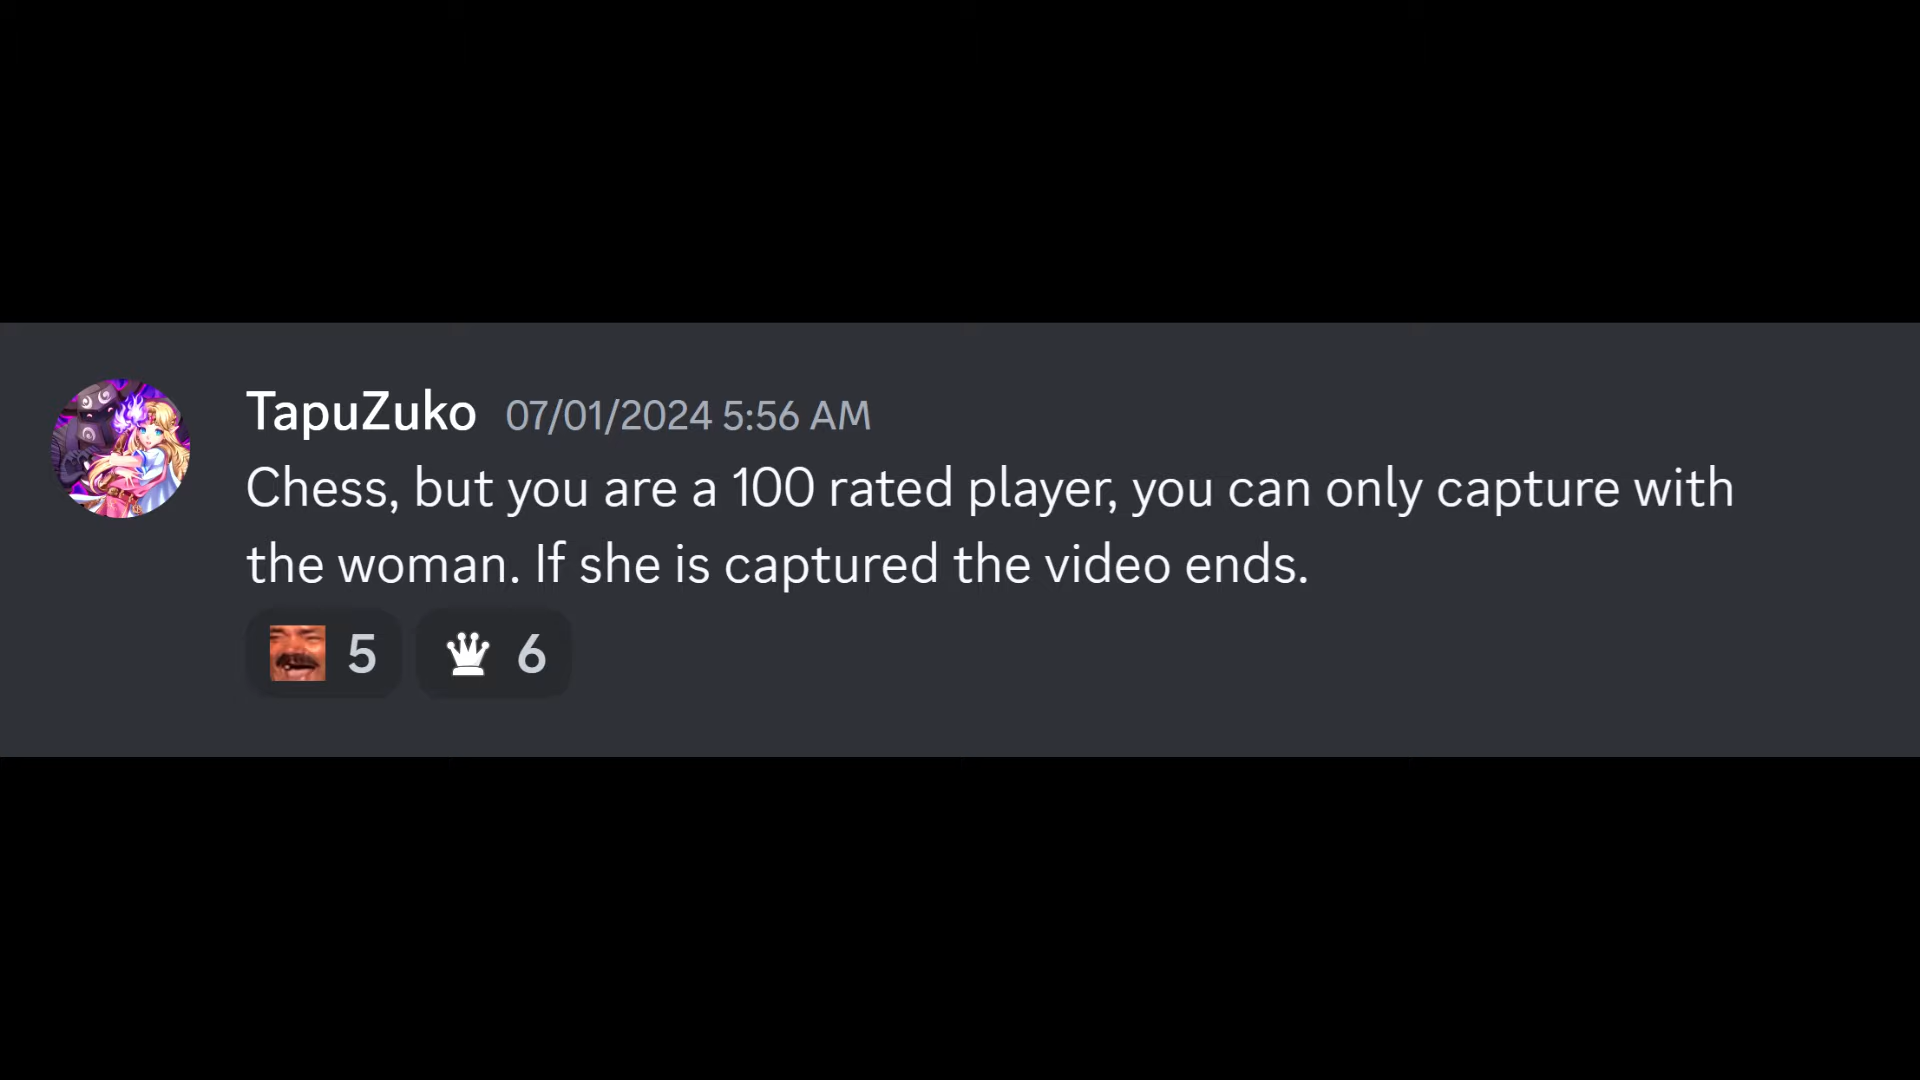 TapuZuko 07/01/2024 5:56 AM
Chess, but you are a 100 rated player, you can only capture with
the woman. If she is captured the video ends.
5 6